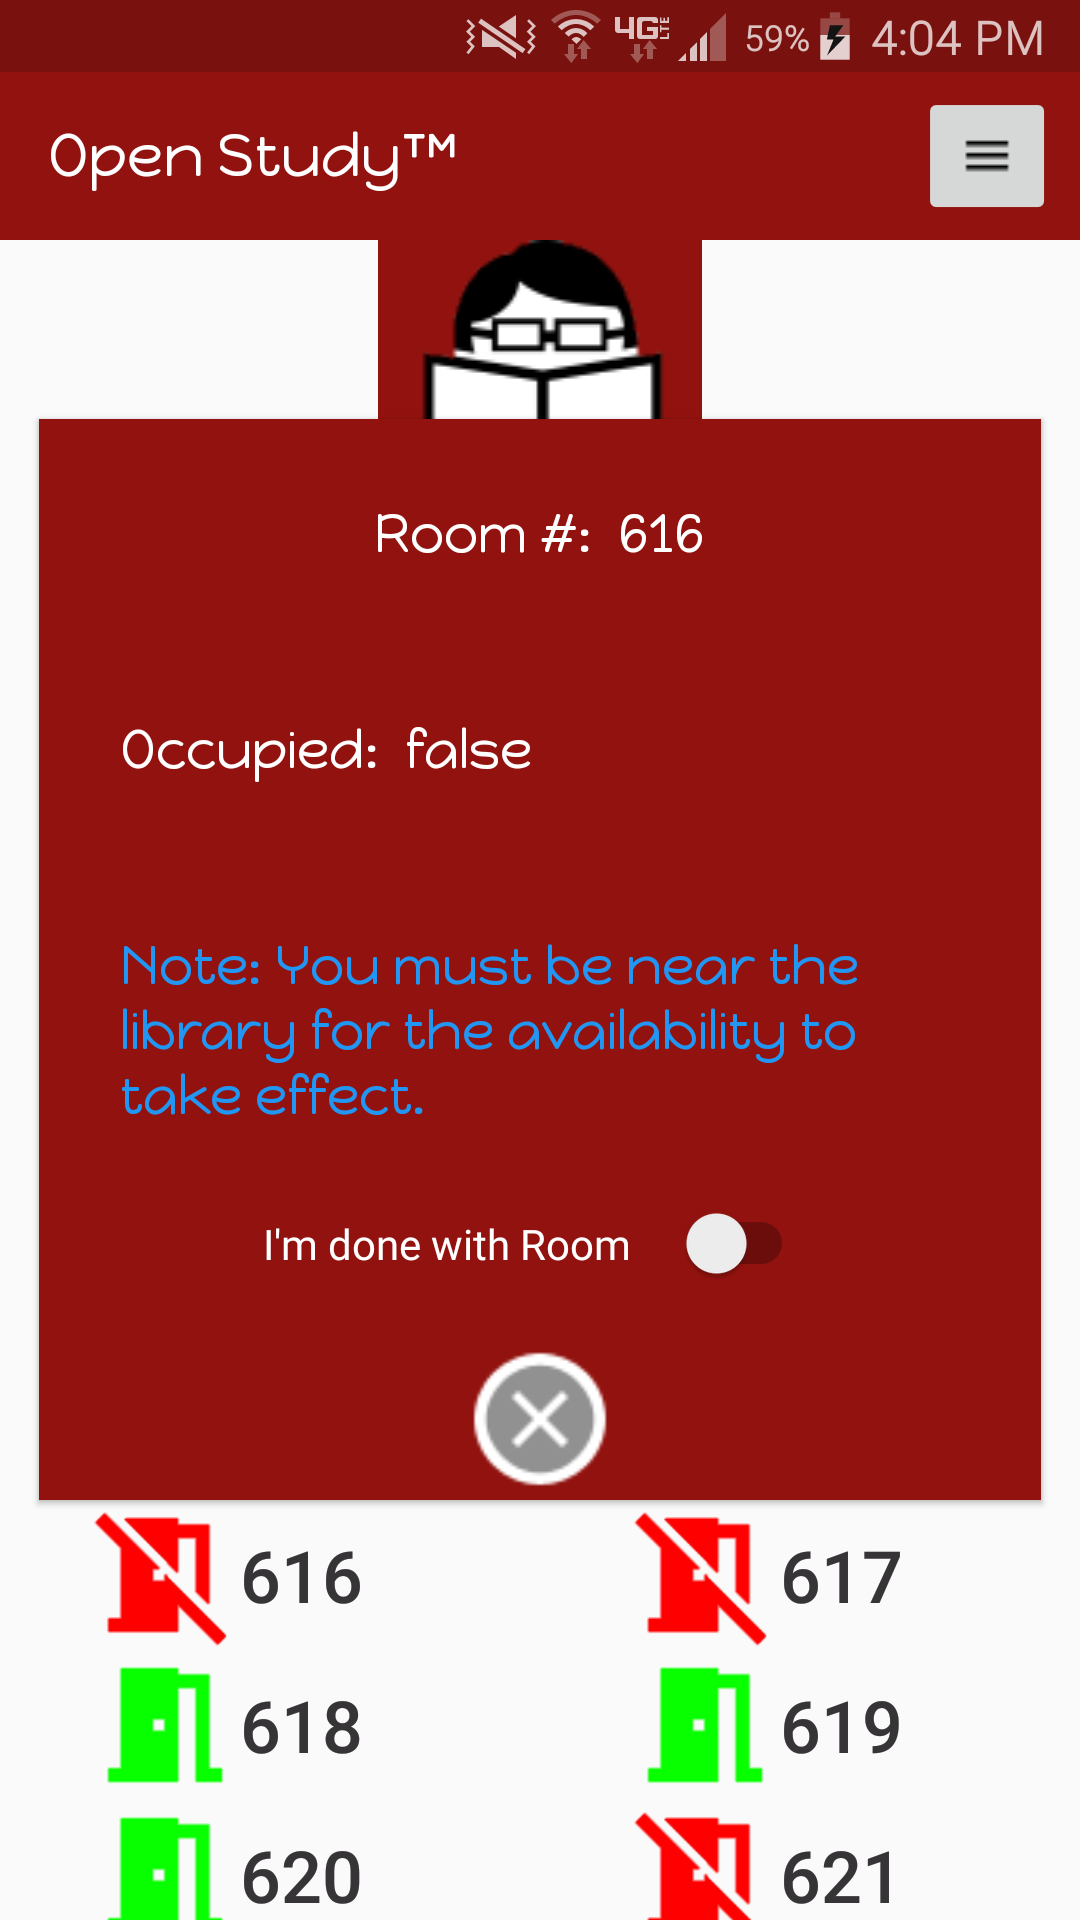 4G LTE 59% 4:04 PM
Open Study™
Room #: 616
Occupied: false
Note: You must be near the
library for the availability to
take effect.
I'm done with Room
616 617
618 619
620 621